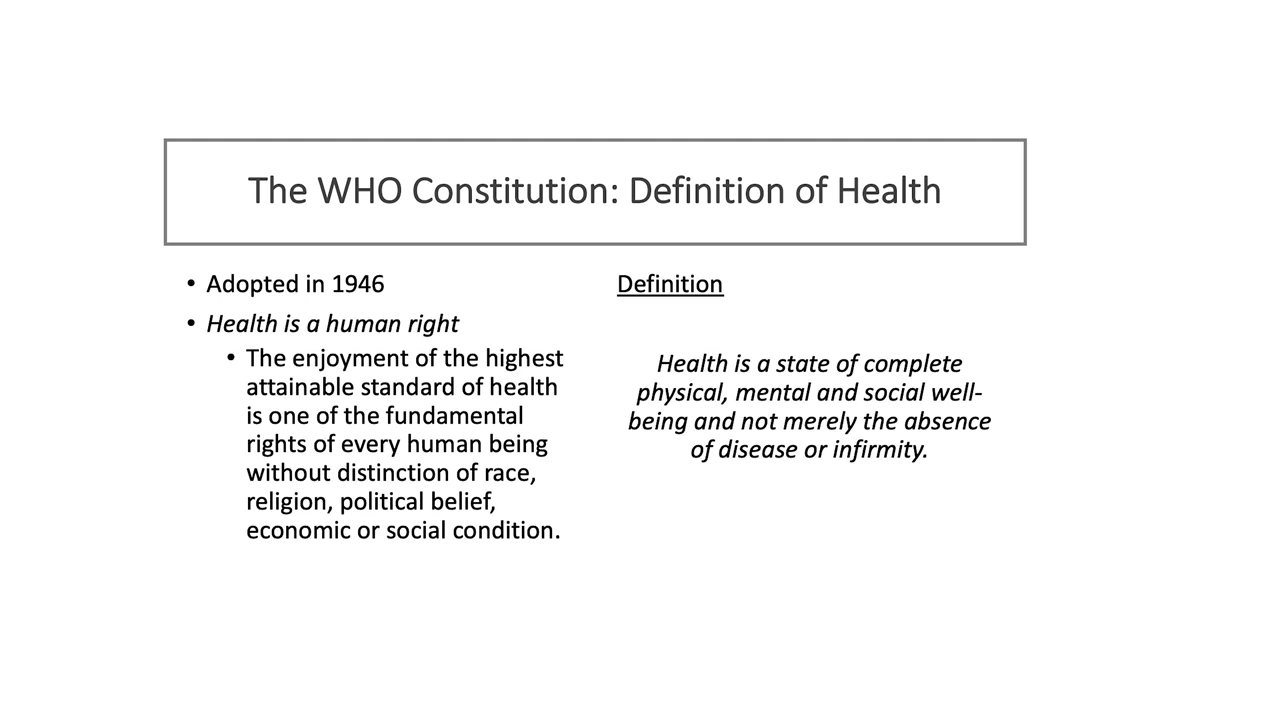 The WHO Constitution: Definition of Health
• Adopted in 1946
• Health is a human right
• The enjoyment of the highest
attainable standard of health
is one of the fundamental
rights of every human being
without distinction of race,
religion, political belief,
economic or social condition.
Definition
Health is a state of complete
physical, mental and social well-
being and not merely the absence
of disease or infirmity.